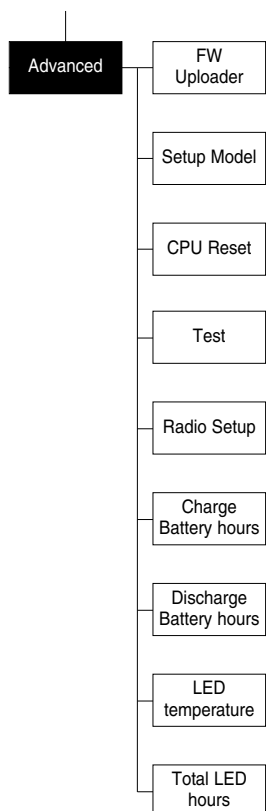 Advanced
FW
Uploader
Setup Model
CPU Reset
Test
Radio Setup
Charge
Battery hours
Discharge
Battery hours
LED
temperature
Total LED
hours